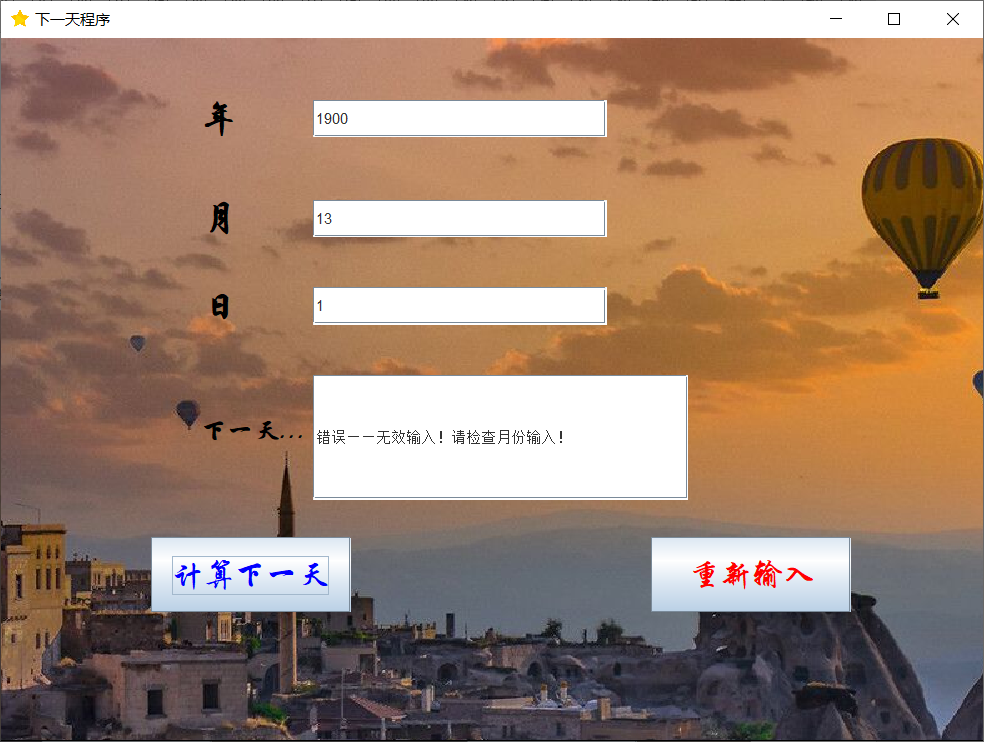 下一天程序
年 1900
月 13
日 1
下一天... 错误－－无效输入！请检查月份输入！
计算下一天 重新输入